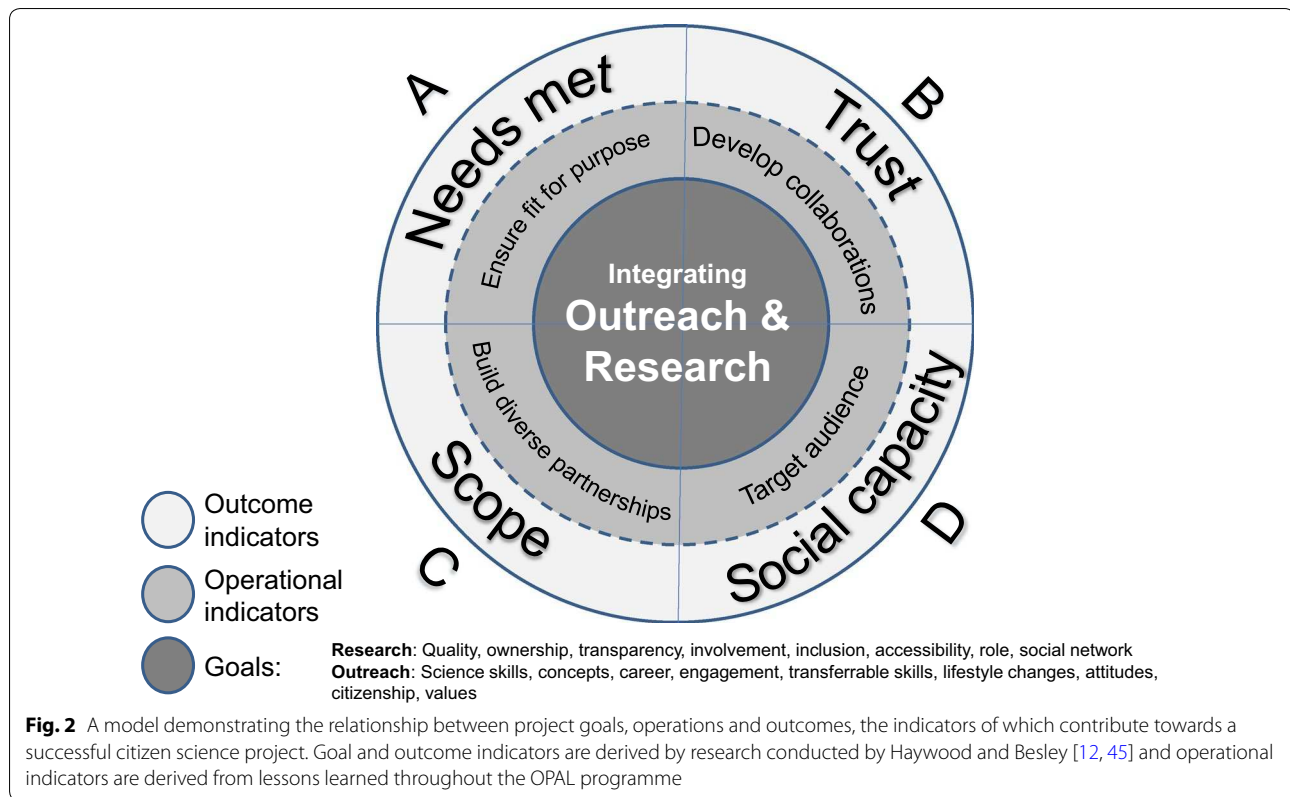 A
B
Needs met
Trust
Ensure fit for purpose
Develop collaborations
Integrating
Outreach &
Research
Build diverse partnerships
Target audience
Scope
Social capacity
C
D
Outcome
indicators
Operational
indicators
Goals:
Research: Quality, ownership, transparency, involvement, inclusion, accessibility, role, social network
Outreach: Science skills, concepts, career, engagement, transferrable skills, lifestyle changes, attitudes,
citizenship, values
Fig. 2 A model demonstrating the relationship between project goals, operations and outcomes, the indicators of which contribute towards a
successful citizen science project. Goal and outcome indicators are derived by research conducted by Haywood and Besley [12, 45] and operational
indicators are derived from lessons learned throughout the OPAL programme